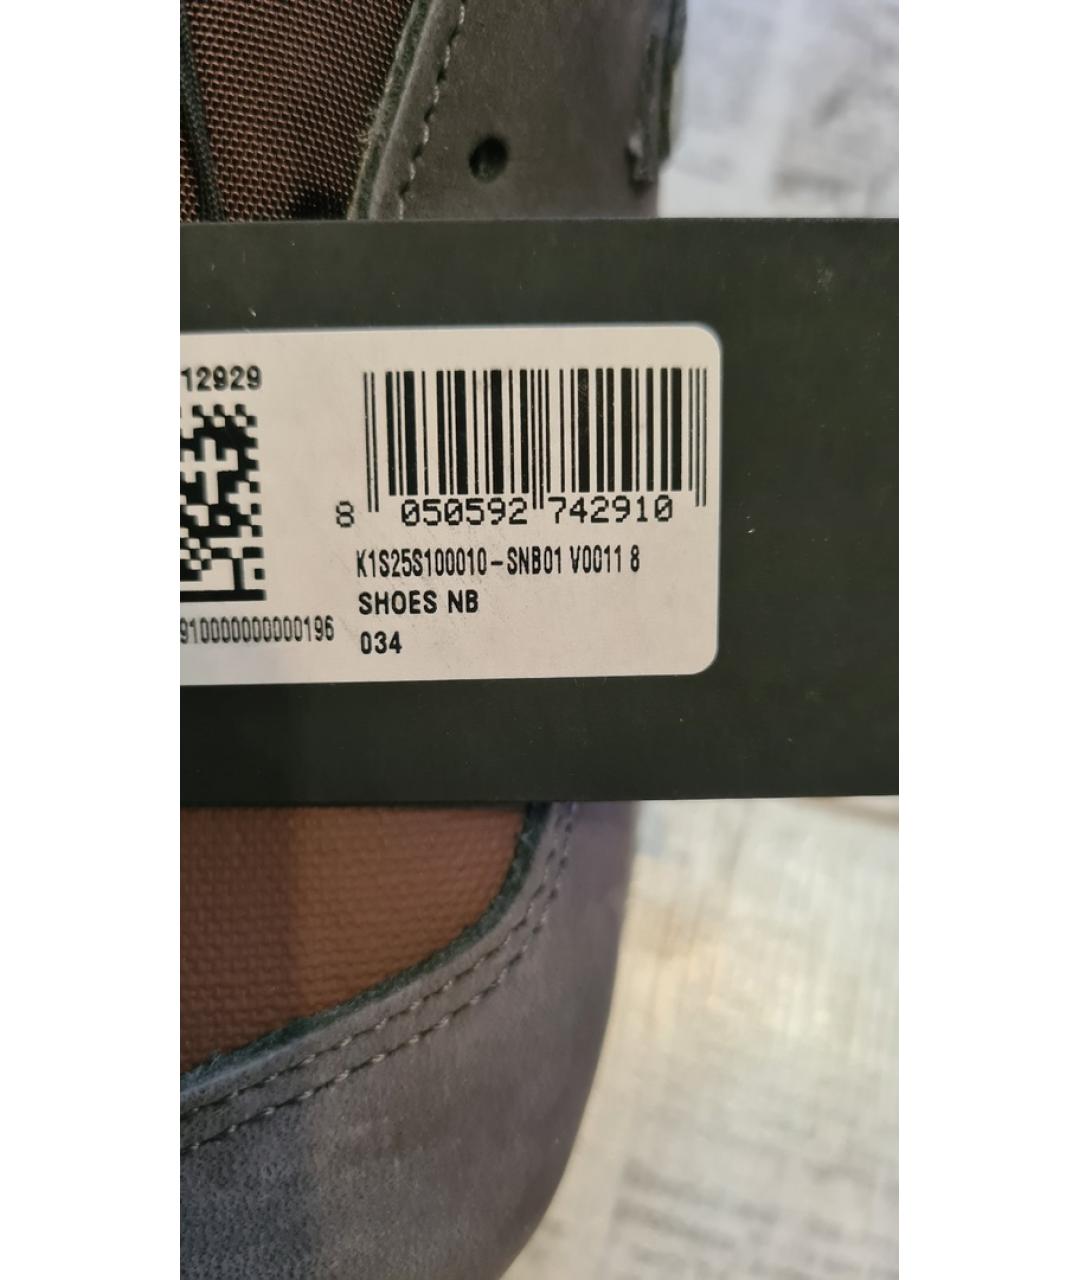 12929
8 050592 742910
K1S25S100010-SNB01 V0011 8
SHOES NB
910000000000196
034